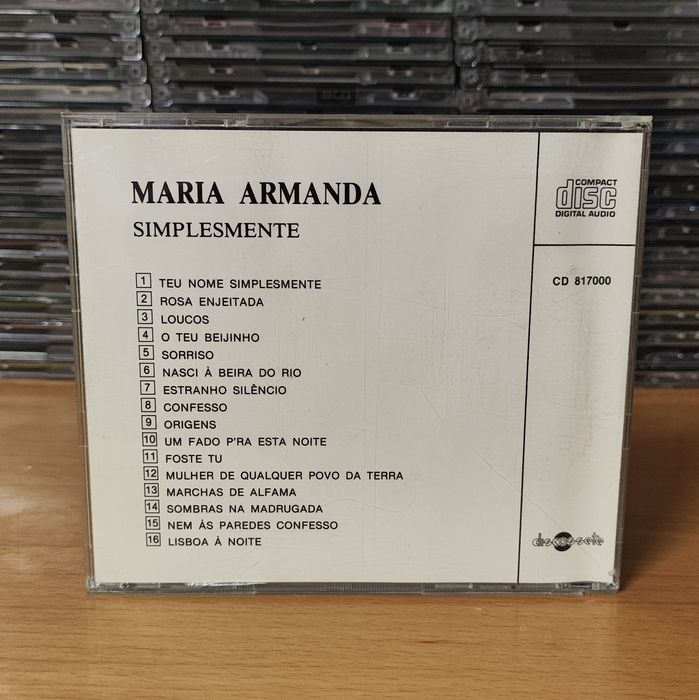 MARIA ARMANDA
SIMPLESMENTE
1 TEU NOME SIMPLESMENTE
2 ROSA ENJEITADA
3 LOUCOS
4 O TEU BEIJINHO
5 SORRISO
6 NASCI À BEIRA DO RIO
7 ESTRANHO SILÊNCIO
8 CONFESSO
9 ORIGENS
10 UM FADO P'RA ESTA NOITE
11 FOSTE TU
12 MULHER DE QUALQUER POVO DA TERRA
13 MARCHAS DE ALFAMA
14 SOMBRAS NA MADRUGADA
15 NEM ÀS PAREDES CONFESSO
16 LISBOA À NOITE
COMPACT
disc
DIGITAL AUDIO
CD 817000
discossete